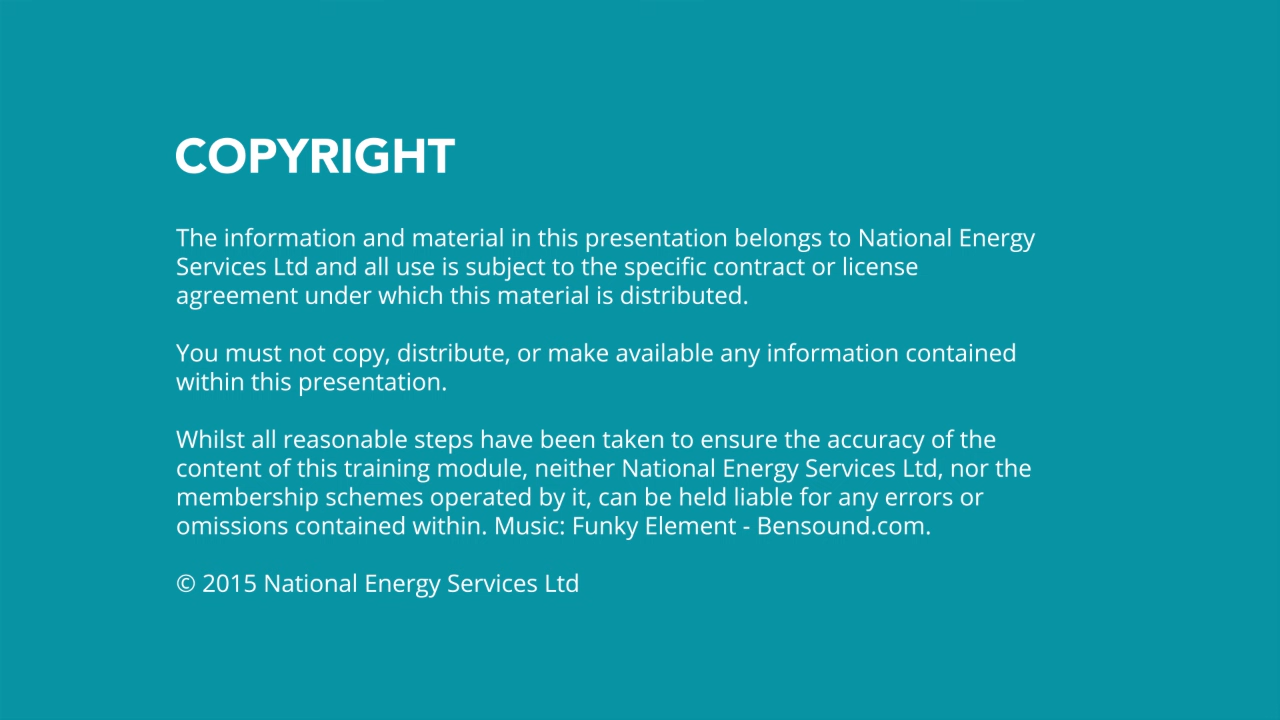 COPYRIGHT
The information and material in this presentation belongs to National Energy
Services Ltd and all use is subject to the specific contract or license
agreement under which this material is distributed.
You must not copy, distribute, or make available any information contained
within this presentation.
Whilst all reasonable steps have been taken to ensure the accuracy of the
content of this training module, neither National Energy Services Ltd, nor the
membership schemes operated by it, can be held liable for any errors or
omissions contained within. Music: Funky Element - Bensound.com.
© 2015 National Energy Services Ltd